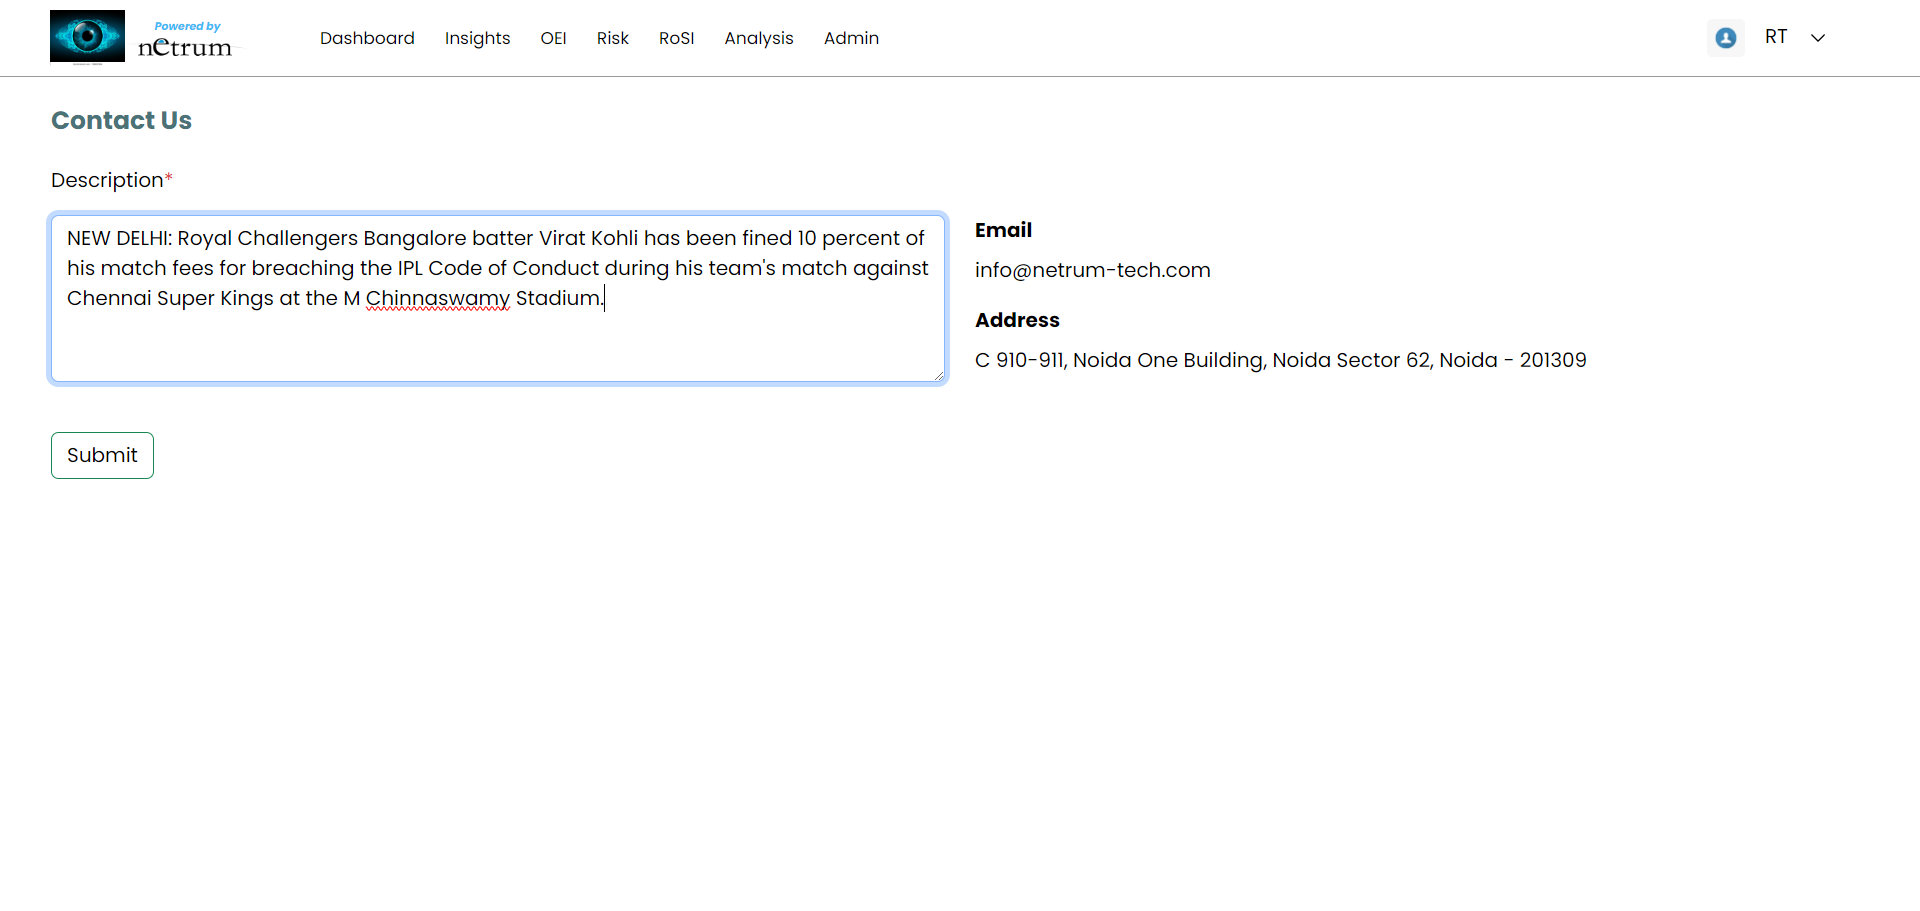 Powered by
netrum
Dashboard Insights OEI Risk RoSI Analysis Admin
RT
Contact Us
Description*
NEW DELHI: Royal Challengers Bangalore batter Virat Kohli has been fined 10 percent of
his match fees for breaching the IPL Code of Conduct during his team's match against
Chennai Super Kings at the M Chinnaswamy Stadium.
Email
info@netrum-tech.com
Address
C 910-911, Noida One Building, Noida Sector 62, Noida - 201309
Submit